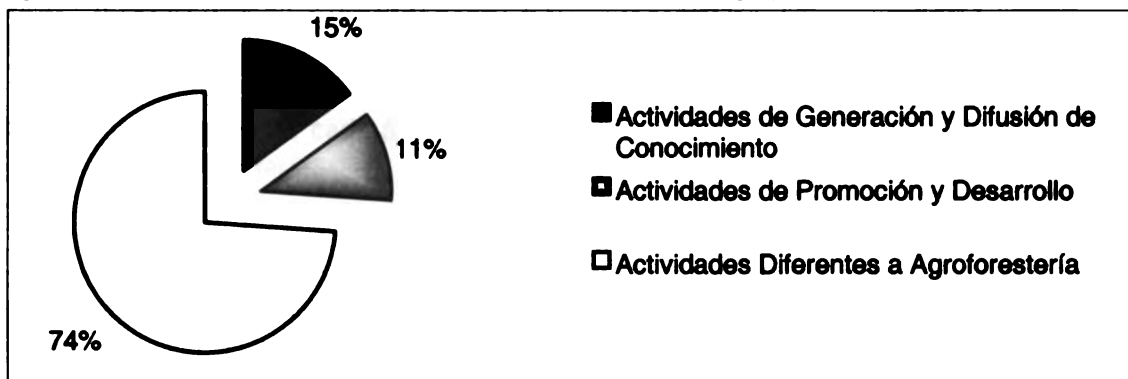 15%
11%
74%
Actividades de Generación y Difusión de
Conocimiento
Actividades de Promoción y Desarrollo
Actividades Diferentes a Agroforestería